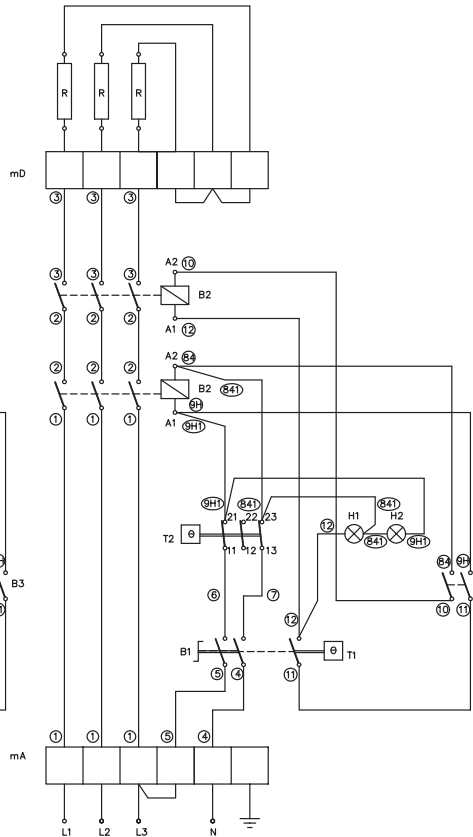 R R R
mD
3 3 3
A2 10
3 3 3
B2
2 2 2
A1 12
A2 84
2 2 2
B2 841
9H
1 1 1
A1 9H1
9H1 841
21 22 23
841
H1 H2
12
T2 θ
841 9H1
11 12 13
84 9H
B3
6 7
10 11
12
B1 θ T1
5 4 11
1 1 1 5 4
mA
L1 L2 L3 N